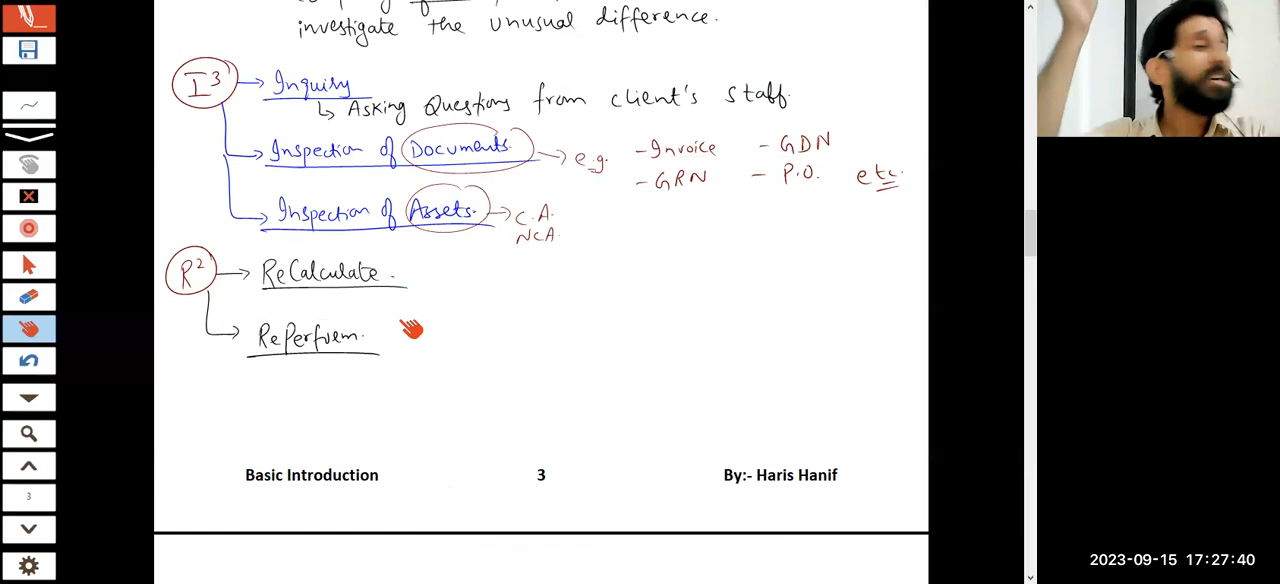 investigate the unusual difference.
I³ → Inquiry
↳ Asking Questions from client's staff.
→ Inspection of Documents. → e.g. - Invoice - GDN
- GRN - P.O. etc.
→ Inspection of Assets. → C.A.
NCA.
R² → ReCalculate.
→ RePerform.
Basic Introduction 3 By:- Haris Hanif
3
2023-09-15 17:27:40